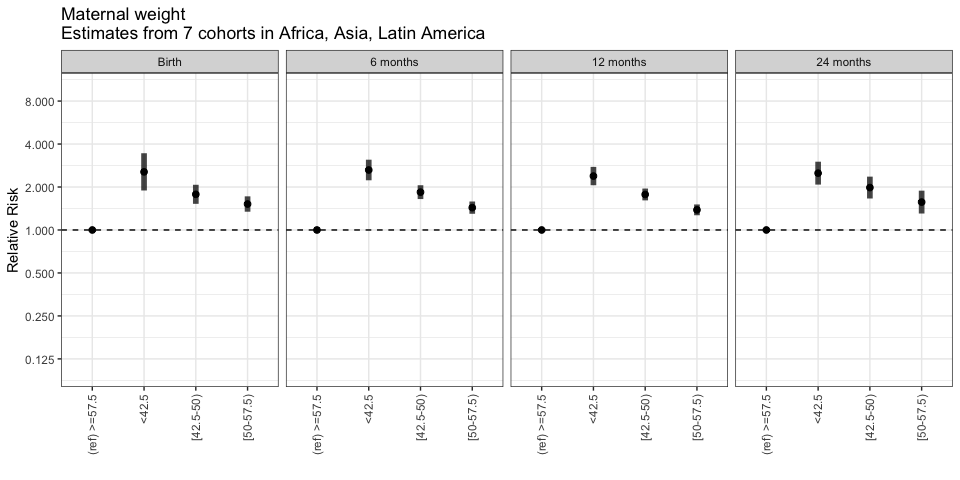 Maternal weight
Estimates from 7 cohorts in Africa, Asia, Latin America
Birth
6 months
12 months
24 months
Relative Risk
8.000
4.000
2.000
1.000
0.500
0.250
0.125
(ref) >=57.5
<42.5
[42.5-50)
[50-57.5)
(ref) >=57.5
<42.5
[42.5-50)
[50-57.5)
(ref) >=57.5
<42.5
[42.5-50)
[50-57.5)
(ref) >=57.5
<42.5
[42.5-50)
[50-57.5)